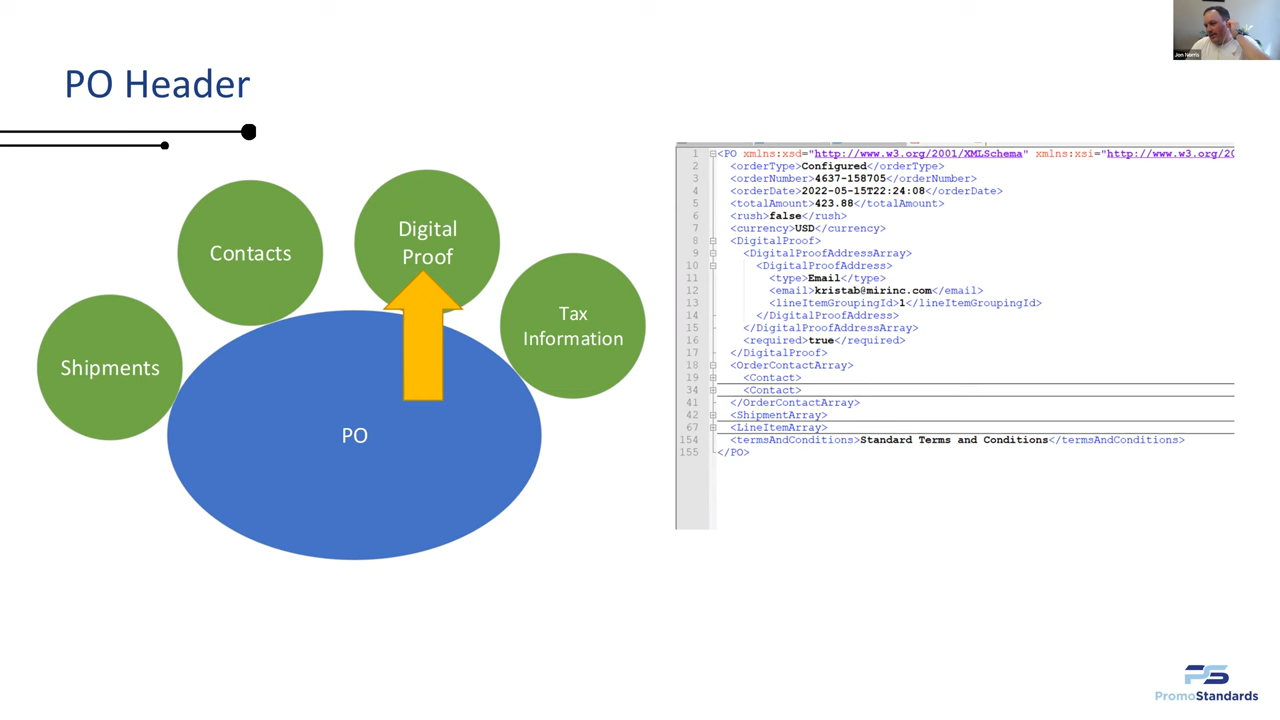 Jon Norris
PO Header
Digital
Proof
Contacts
Tax
Information
Shipments
PO
1 <PO xmlns:xsd="http://www.w3.org/2001/XMLSchema" xmlns:xsi="http://www.w3.org/20
2 <orderType>Configured</orderType>
3 <orderNumber>4637-158705</orderNumber>
4 <orderDate>2022-05-15T22:24:08</orderDate>
5 <totalAmount>423.88</totalAmount>
6 <rush>false</rush>
7 <currency>USD</currency>
8 <DigitalProof>
9 <DigitalProofAddressArray>
10 <DigitalProofAddress>
11 <type>Email</type>
12 <email>kristab@mirinc.com</email>
13 <lineItemGroupingId>1</lineItemGroupingId>
14 </DigitalProofAddress>
15 </DigitalProofAddressArray>
16 <required>true</required>
17 </DigitalProof>
18 <OrderContactArray>
19 <Contact>
34 <Contact>
41 </OrderContactArray>
42 <ShipmentArray>
67 <LineItemArray>
154 <termsAndConditions>Standard Terms and Conditions</termsAndConditions>
155 </PO>
PS
PromoStandards